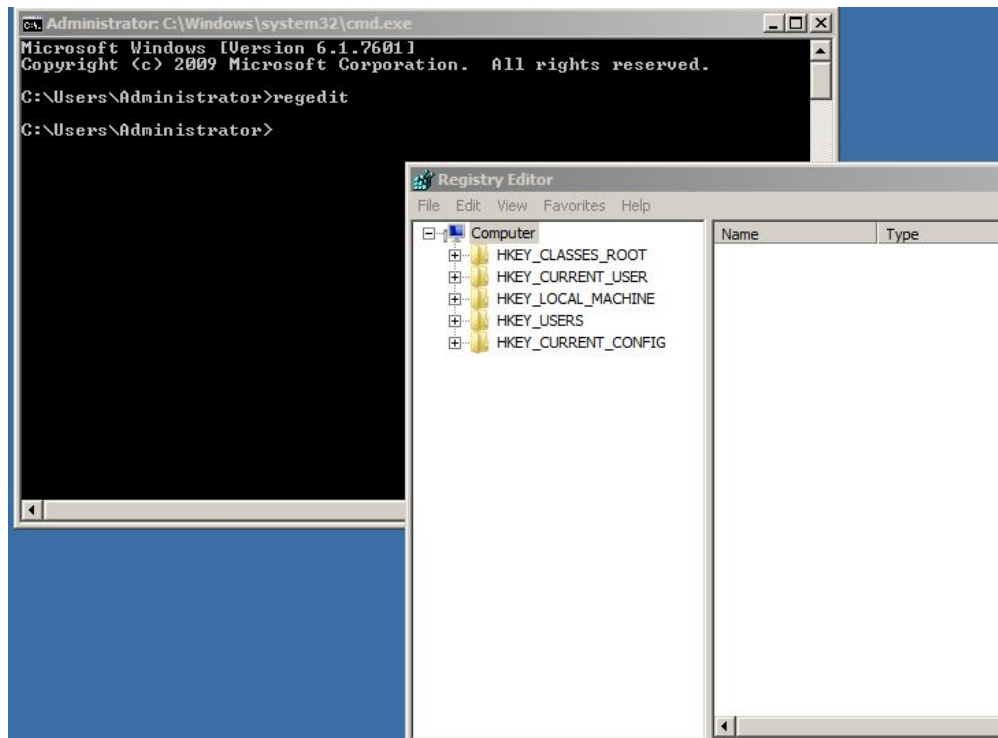 Administrator: C:\Windows\system32\cmd.exe
Microsoft Windows [Version 6.1.7601]
Copyright (c) 2009 Microsoft Corporation.  All rights reserved.
C:\Users\Administrator>regedit
C:\Users\Administrator>
Registry Editor
File Edit View Favorites Help
Computer
HKEY_CLASSES_ROOT
HKEY_CURRENT_USER
HKEY_LOCAL_MACHINE
HKEY_USERS
HKEY_CURRENT_CONFIG
Name Type